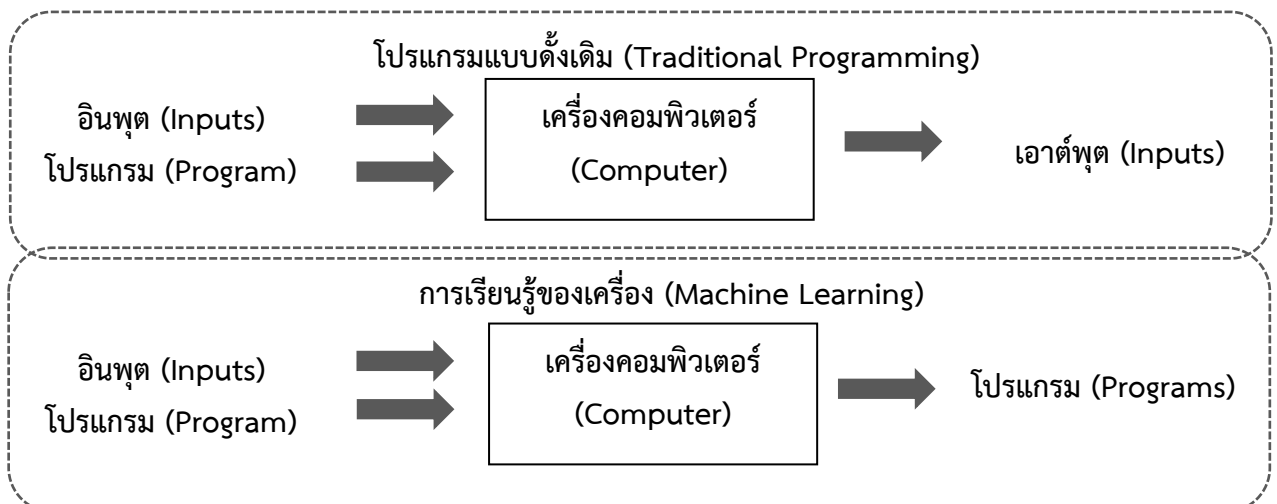 โปรแกรมแบบดั้งเดิม (Traditional Programming)
อินพุต (Inputs)
โปรแกรม (Program)
เครื่องคอมพิวเตอร์
(Computer)
เอาต์พุต (Inputs)
การเรียนรู้ของเครื่อง (Machine Learning)
อินพุต (Inputs)
โปรแกรม (Program)
เครื่องคอมพิวเตอร์
(Computer)
โปรแกรม (Programs)